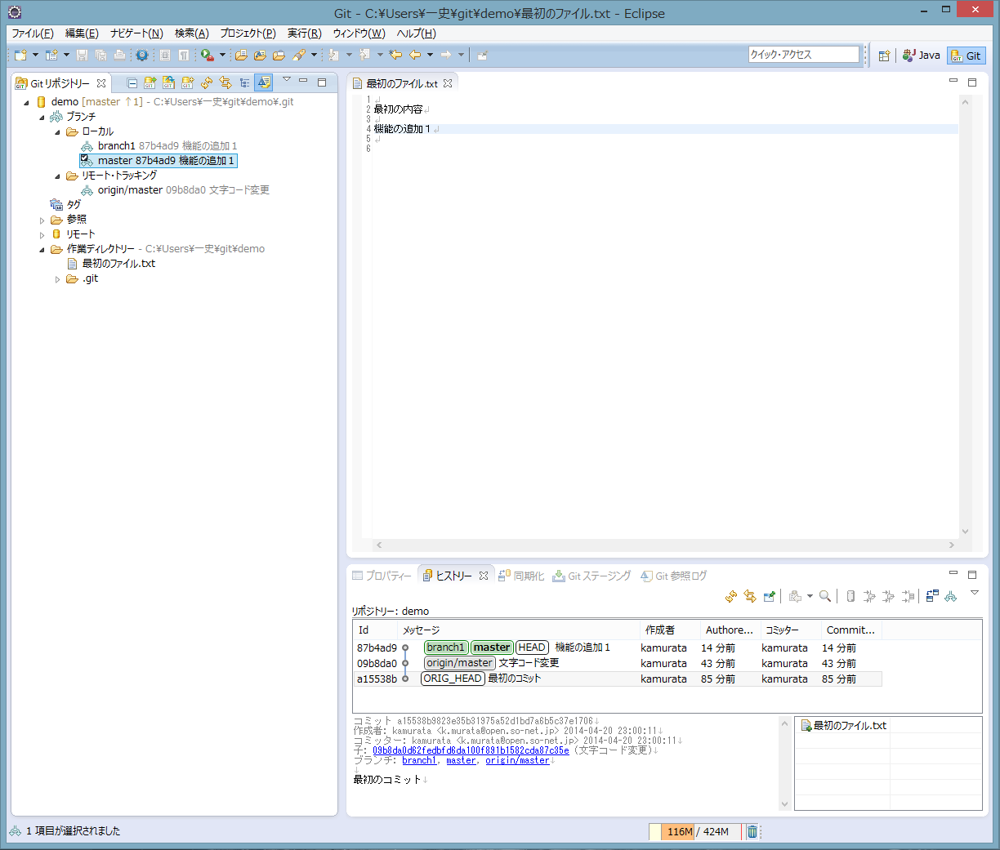 Git - C:¥Users¥一史¥git¥demo¥最初のファイル.txt - Eclipse
ファイル(F) 編集(E) ナビゲート(N) 検索(A) プロジェクト(P) 実行(R) ウィンドウ(W) ヘルプ(H)
クイック・アクセス
Java
Git
Git リポジトリー
demo [master ↑1] - C:¥Users¥一史¥git¥demo¥.git
ブランチ
ローカル
branch1 87b4ad9 機能の追加１
master 87b4ad9 機能の追加１
リモート・トラッキング
origin/master 09b8da0 文字コード変更
タグ
参照
リモート
作業ディレクトリー - C:¥Users¥一史¥git¥demo
最初のファイル.txt
.git
最初のファイル.txt
1 ↲
2 最初の内容↲
3 ↲
4 機能の追加１↲
5 ↲
6
プロパティー ヒストリー 同期化 Git ステージング Git 参照ログ
リポジトリー: demo
Id メッセージ 作成者 Authore... コミッター Commit...
87b4ad9 branch1 master HEAD 機能の追加１ kamurata 14 分前 kamurata 14 分前
09b8da0 origin/master 文字コード変更 kamurata 43 分前 kamurata 43 分前
a15538b ORIG_HEAD 最初のコミット kamurata 85 分前 kamurata 85 分前
コミット a15538b9823e35b31975a52d1bd7a6b5c37e1706↓
作成者: kamurata <k.murata@open.so-net.jp> 2014-04-20 23:00:11↓
コミッター: kamurata <k.murata@open.so-net.jp> 2014-04-20 23:00:11↓
子: 09b8da0d62fedbfd6da100f891b1582cda87c35e (文字コード変更)↓
ブランチ: branch1, master, origin/master↓
↓
最初のコミット↓
最初のファイル.txt
1 項目が選択されました
116M / 424M